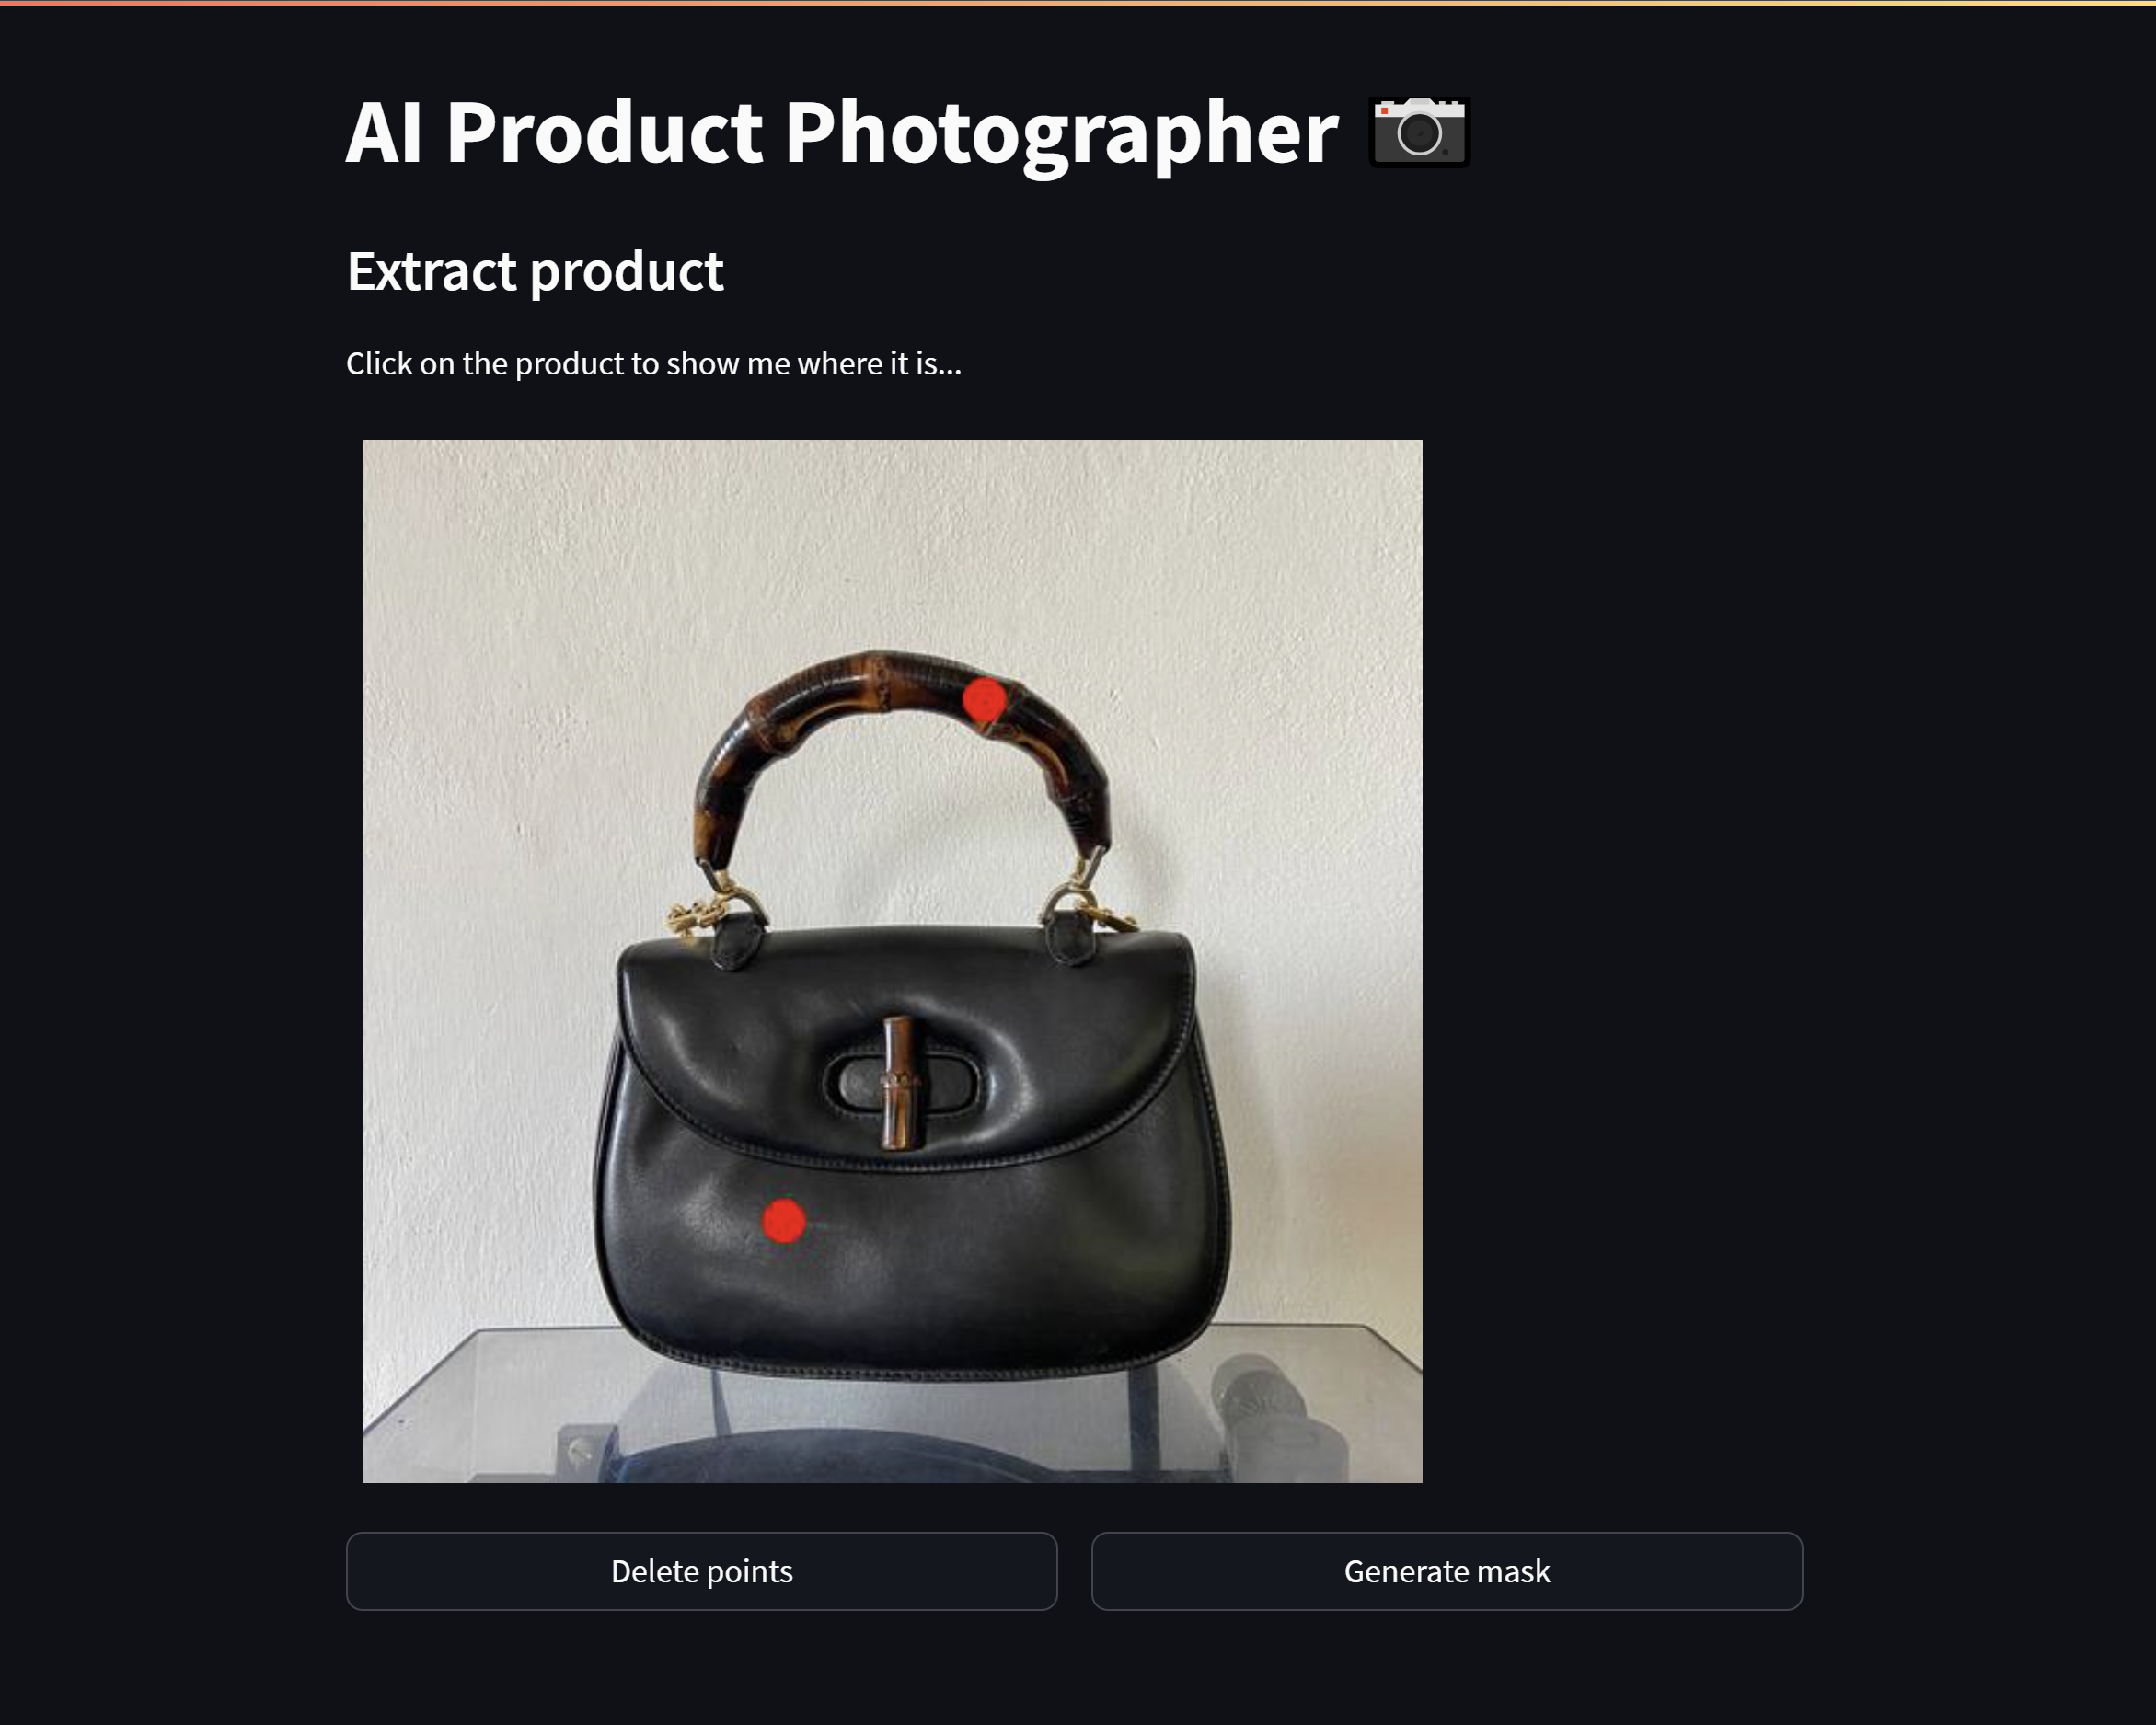 AI Product Photographer
Extract product
Click on the product to show me where it is...
Delete points
Generate mask